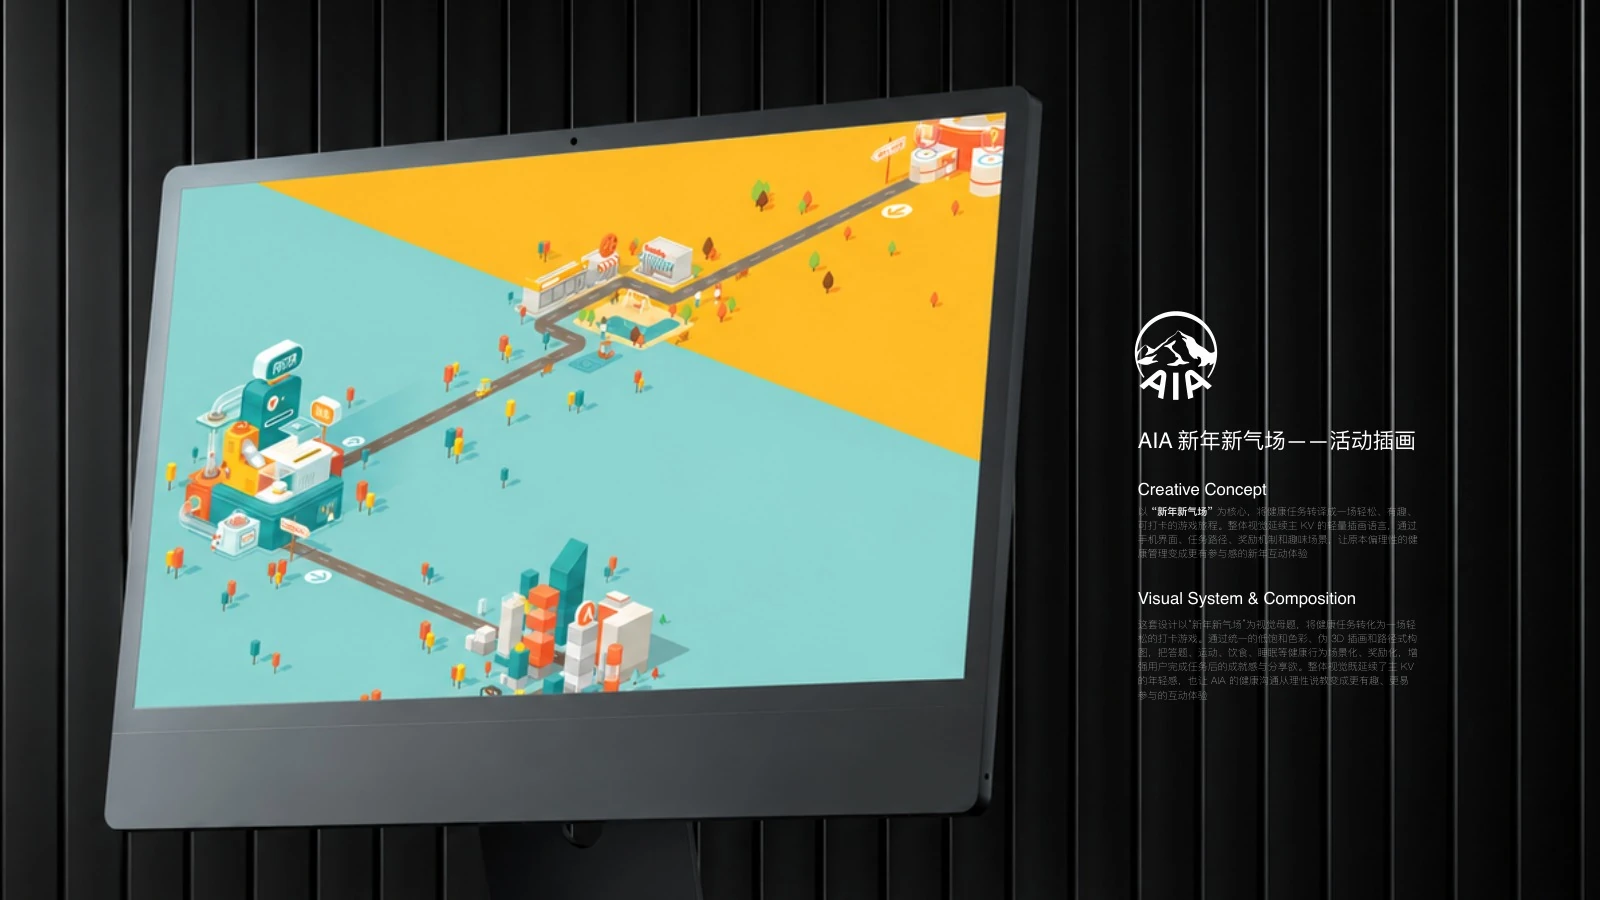 AIA
AIA 新年新气场——活动插画
Creative Concept
以“新年新气场”为核心，将健康任务转译成一场轻松、有趣、
可打卡的游戏旅程。整体视觉延续主 KV 的轻量插画语言，通过
手机界面、任务路径、奖励机制和趣味场景，让原本偏理性的健
康管理变成更有参与感的新年互动体验
Visual System & Composition
这套设计以“新年新气场”为视觉母题，将健康任务转化为一场轻
松的打卡游戏。通过统一的低饱和色彩、伪 3D 插画和路径式构
图，把答题、运动、饮食、睡眠等健康行为场景化、奖励化，增
强用户完成任务后的成就感与分享欲。整体视觉既延续了主 KV
的年轻感，也让 AIA 的健康沟通从理性说教变成更有趣、更易
参与的互动体验